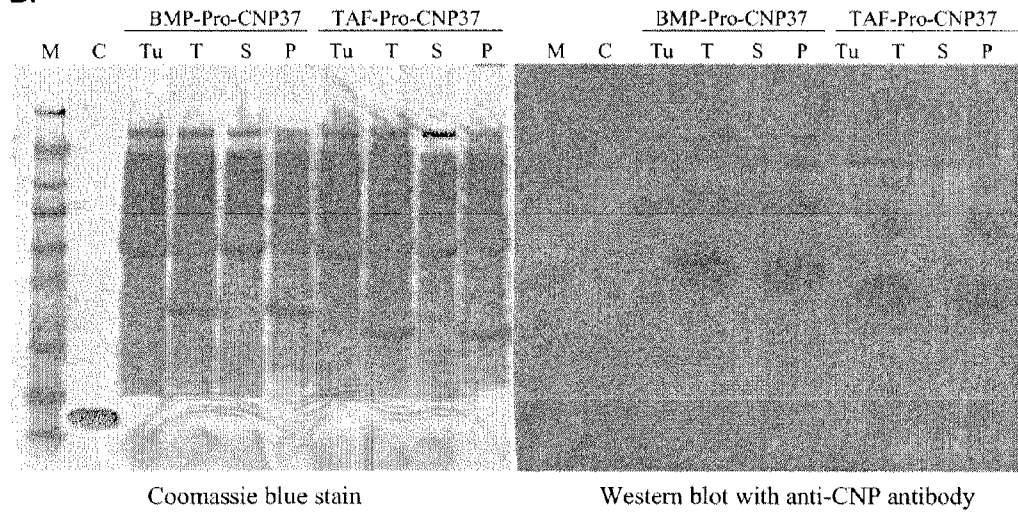 BMP-Pro-CNP37 TAF-Pro-CNP37 BMP-Pro-CNP37 TAF-Pro-CNP37
M C Tu T S P Tu T S P M C Tu T S P Tu T S P
Coomassie blue stain Western blot with anti-CNP antibody